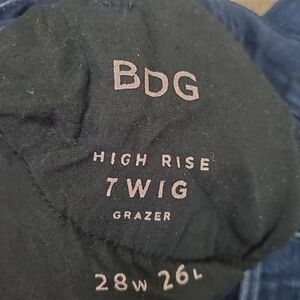 BDG
HIGH RISE
TWIG
GRAZER
28W 26L